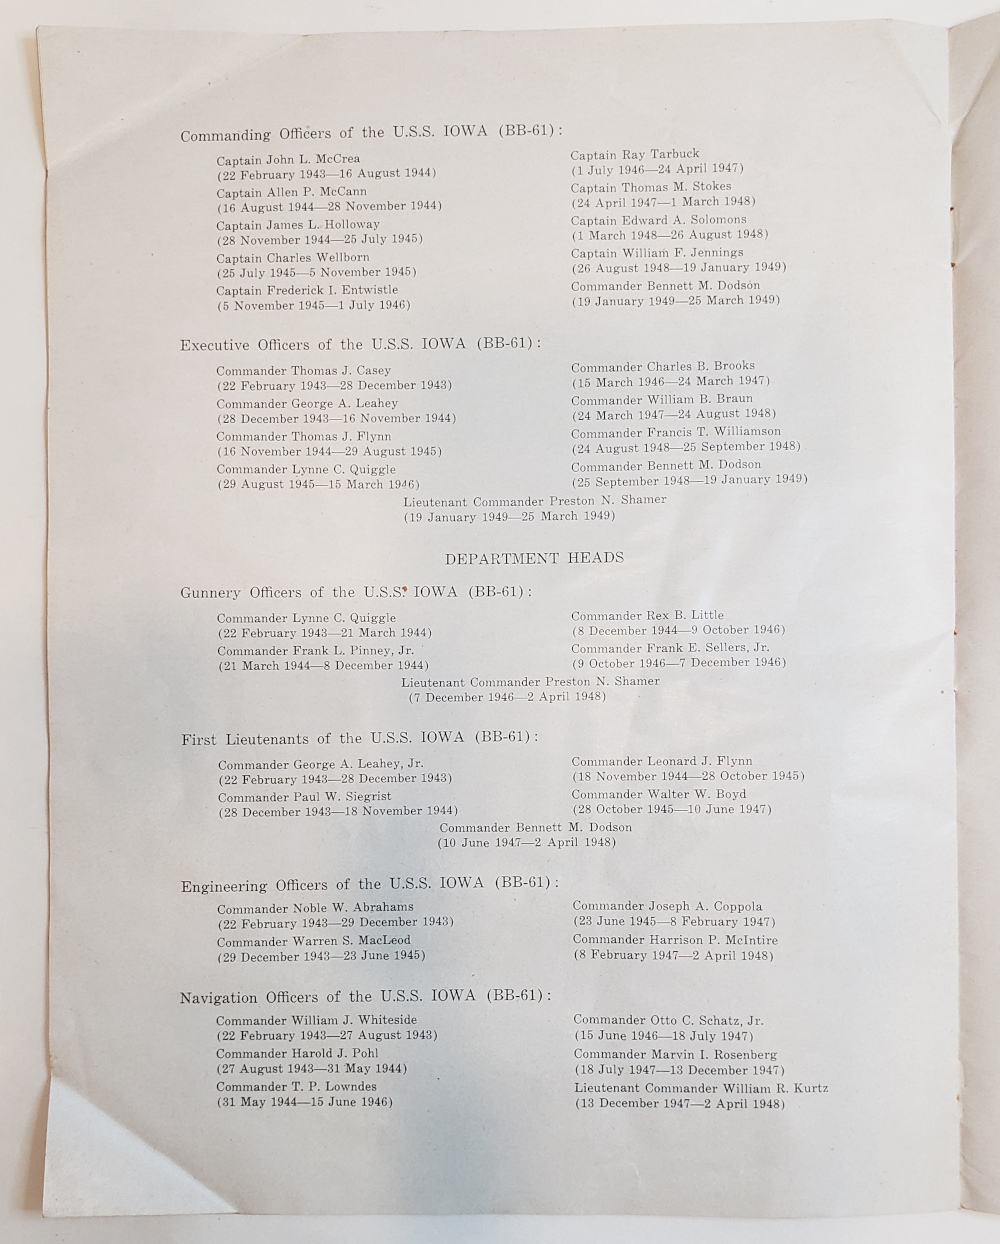 Commanding Officers of the U.S.S. IOWA (BB-61):
Captain John L. McCrea
(22 February 1943—16 August 1944)
Captain Allen P. McCann
(16 August 1944—28 November 1944)
Captain James L. Holloway
(28 November 1944—25 July 1945)
Captain Charles Wellborn
(25 July 1945—5 November 1945)
Captain Frederick I. Entwistle
(5 November 1945—1 July 1946)
Captain Ray Tarbuck
(1 July 1946—24 April 1947)
Captain Thomas M. Stokes
(24 April 1947—1 March 1948)
Captain Edward A. Solomons
(1 March 1948—26 August 1948)
Captain William F. Jennings
(26 August 1948—19 January 1949)
Commander Bennett M. Dodson
(19 January 1949—25 March 1949)
Executive Officers of the U.S.S. IOWA (BB-61):
Commander Thomas J. Casey
(22 February 1943—28 December 1943)
Commander George A. Leahey
(28 December 1943—16 November 1944)
Commander Thomas J. Flynn
(16 November 1944—29 August 1945)
Commander Lynne C. Quiggle
(29 August 1945—15 March 1946)
Commander Charles B. Brooks
(15 March 1946—24 March 1947)
Commander William B. Braun
(24 March 1947—24 August 1948)
Commander Francis T. Williamson
(24 August 1948—25 September 1948)
Commander Bennett M. Dodson
(25 September 1948—19 January 1949)
Lieutenant Commander Preston N. Shamer
(19 January 1949—25 March 1949)
DEPARTMENT HEADS
Gunnery Officers of the U.S.S. IOWA (BB-61):
Commander Lynne C. Quiggle
(22 February 1943—21 March 1944)
Commander Frank L. Pinney, Jr.
(21 March 1944—8 December 1944)
Commander Rex B. Little
(8 December 1944—9 October 1946)
Commander Frank E. Sellers, Jr.
(9 October 1946—7 December 1946)
Lieutenant Commander Preston N. Shamer
(7 December 1946—2 April 1948)
First Lieutenants of the U.S.S. IOWA (BB-61):
Commander George A. Leahey, Jr.
(22 February 1943—28 December 1943)
Commander Paul W. Siegrist
(28 December 1943—18 November 1944)
Commander Leonard J. Flynn
(18 November 1944—28 October 1945)
Commander Walter W. Boyd
(28 October 1945—10 June 1947)
Commander Bennett M. Dodson
(10 June 1947—2 April 1948)
Engineering Officers of the U.S.S. IOWA (BB-61):
Commander Noble W. Abrahams
(22 February 1943—29 December 1943)
Commander Warren S. MacLeod
(29 December 1943—23 June 1945)
Commander Joseph A. Coppola
(23 June 1945—8 February 1947)
Commander Harrison P. McIntire
(8 February 1947—2 April 1948)
Navigation Officers of the U.S.S. IOWA (BB-61):
Commander William J. Whiteside
(22 February 1943—27 August 1943)
Commander Harold J. Pohl
(27 August 1943—31 May 1944)
Commander T. P. Lowndes
(31 May 1944—15 June 1946)
Commander Otto C. Schatz, Jr.
(15 June 1946—18 July 1947)
Commander Marvin I. Rosenberg
(18 July 1947—13 December 1947)
Lieutenant Commander William R. Kurtz
(13 December 1947—2 April 1948)